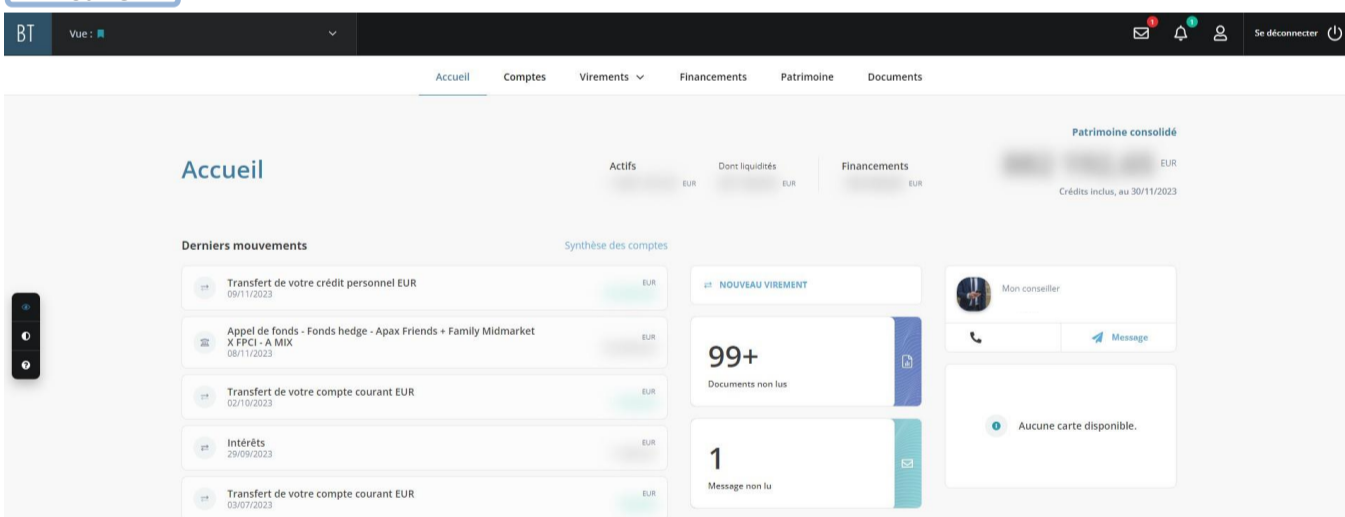 BT
Vue :
1
1
Se déconnecter
Accueil
Comptes
Virements
Financements
Patrimoine
Documents
Patrimoine consolidé
EUR
Crédits inclus, au 30/11/2023
Accueil
Actifs
EUR
Dont liquidités
EUR
Financements
EUR
Derniers mouvements
Synthèse des comptes
Transfert de votre crédit personnel EUR
09/11/2023
EUR
Appel de fonds - Fonds hedge - Apax Friends + Family Midmarket
X FPCI - A MIX
08/11/2023
EUR
Transfert de votre compte courant EUR
02/10/2023
EUR
Intérêts
29/09/2023
EUR
Transfert de votre compte courant EUR
03/07/2023
EUR
NOUVEAU VIREMENT
99+
Documents non lus
1
Message non lu
Mon conseiller
Message
Aucune carte disponible.